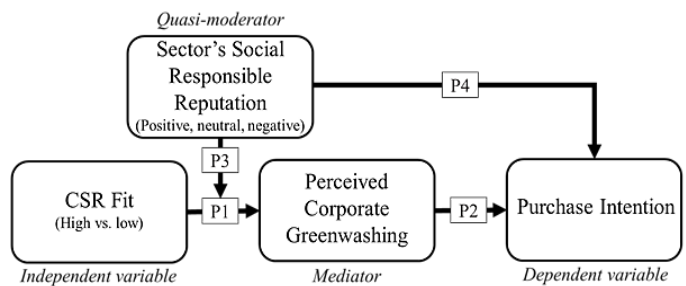 Quasi-moderator
Sector's Social
Responsible
Reputation
(Positive, neutral, negative)
P4
P3
CSR Fit
(High vs. low)
P1
Perceived
Corporate
Greenwashing
P2
Purchase Intention
Independent variable
Mediator
Dependent variable